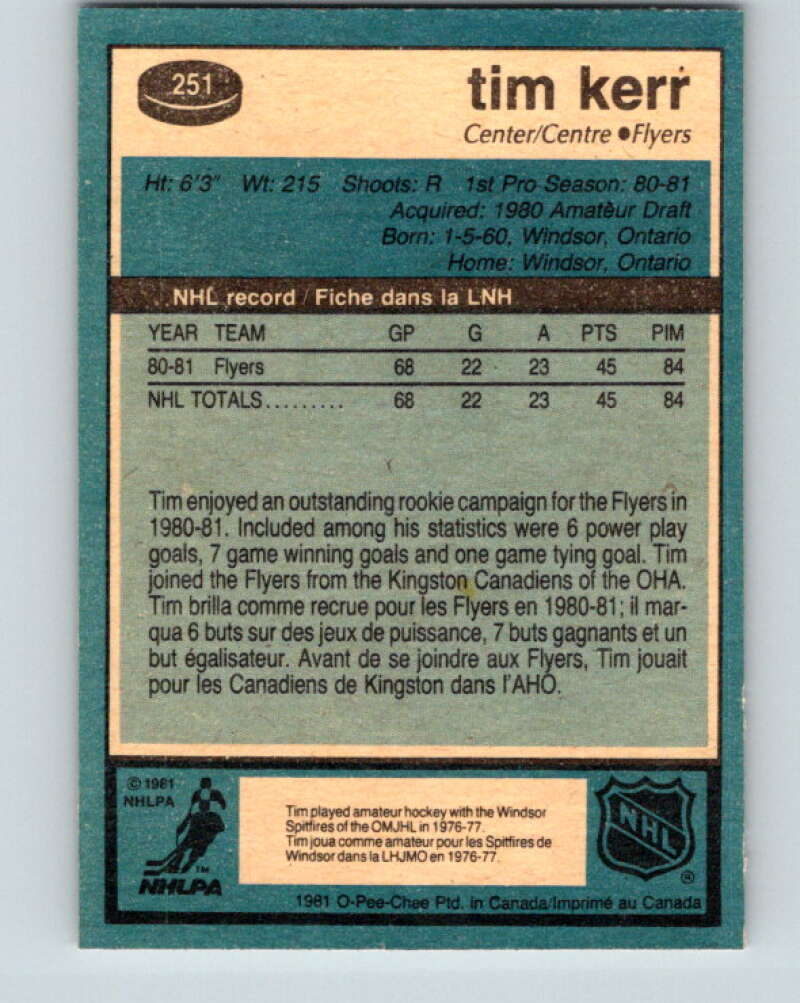 251
tim kerr
Center/Centre ●Flyers
Ht: 6'3" Wt: 215 Shoots: R 1st Pro Season: 80-81
Acquired: 1980 Amateur Draft
Born: 1-5-60, Windsor, Ontario
Home: Windsor, Ontario
...NHL record / Fiche dans la LNH
YEAR TEAM GP G A PTS PIM
80-81 Flyers 68 22 23 45 84
NHL TOTALS......... 68 22 23 45 84
Tim enjoyed an outstanding rookie campaign for the Flyers in
1980-81. Included among his statistics were 6 power play
goals, 7 game winning goals and one game tying goal. Tim
joined the Flyers from the Kingston Canadiens of the OHA.
Tim brilla comme recrue pour les Flyers en 1980-81; il mar-
qua 6 buts sur des jeux de puissance, 7 buts gagnants et un
but égalisateur. Avant de se joindre aux Flyers, Tim jouait
pour les Canadiens de Kingston dans l'AHO.
© 1981
NHLPA
TM
NHLPA
Tim played amateur hockey with the Windsor
Spitfires of the OMJHL in 1976-77.
Tim joua comme amateur pour les Spitfires de
Windsor dans la LHJMO en 1976-77.
NHL
®
1981 O-Pee-Chee Ptd. in Canada/Imprimé au Canada